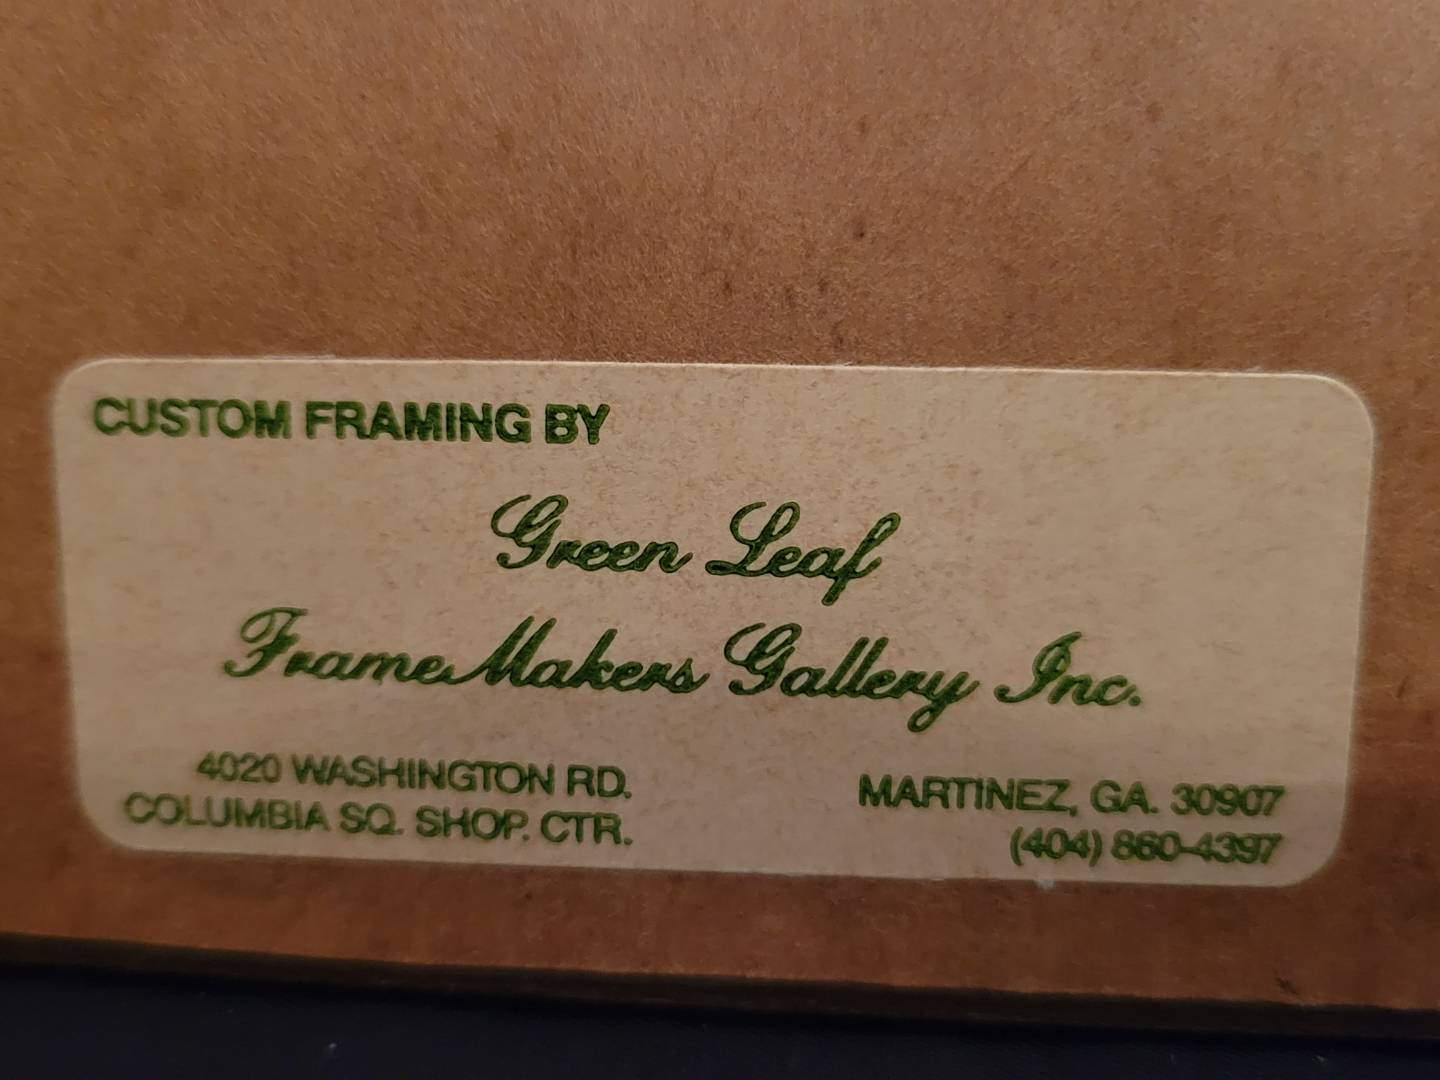 CUSTOM FRAMING BY
Green Leaf
FrameMakers Gallery Inc.
4020 WASHINGTON RD.
COLUMBIA SQ. SHOP. CTR.
MARTINEZ, GA. 30907
(404) 860-4397